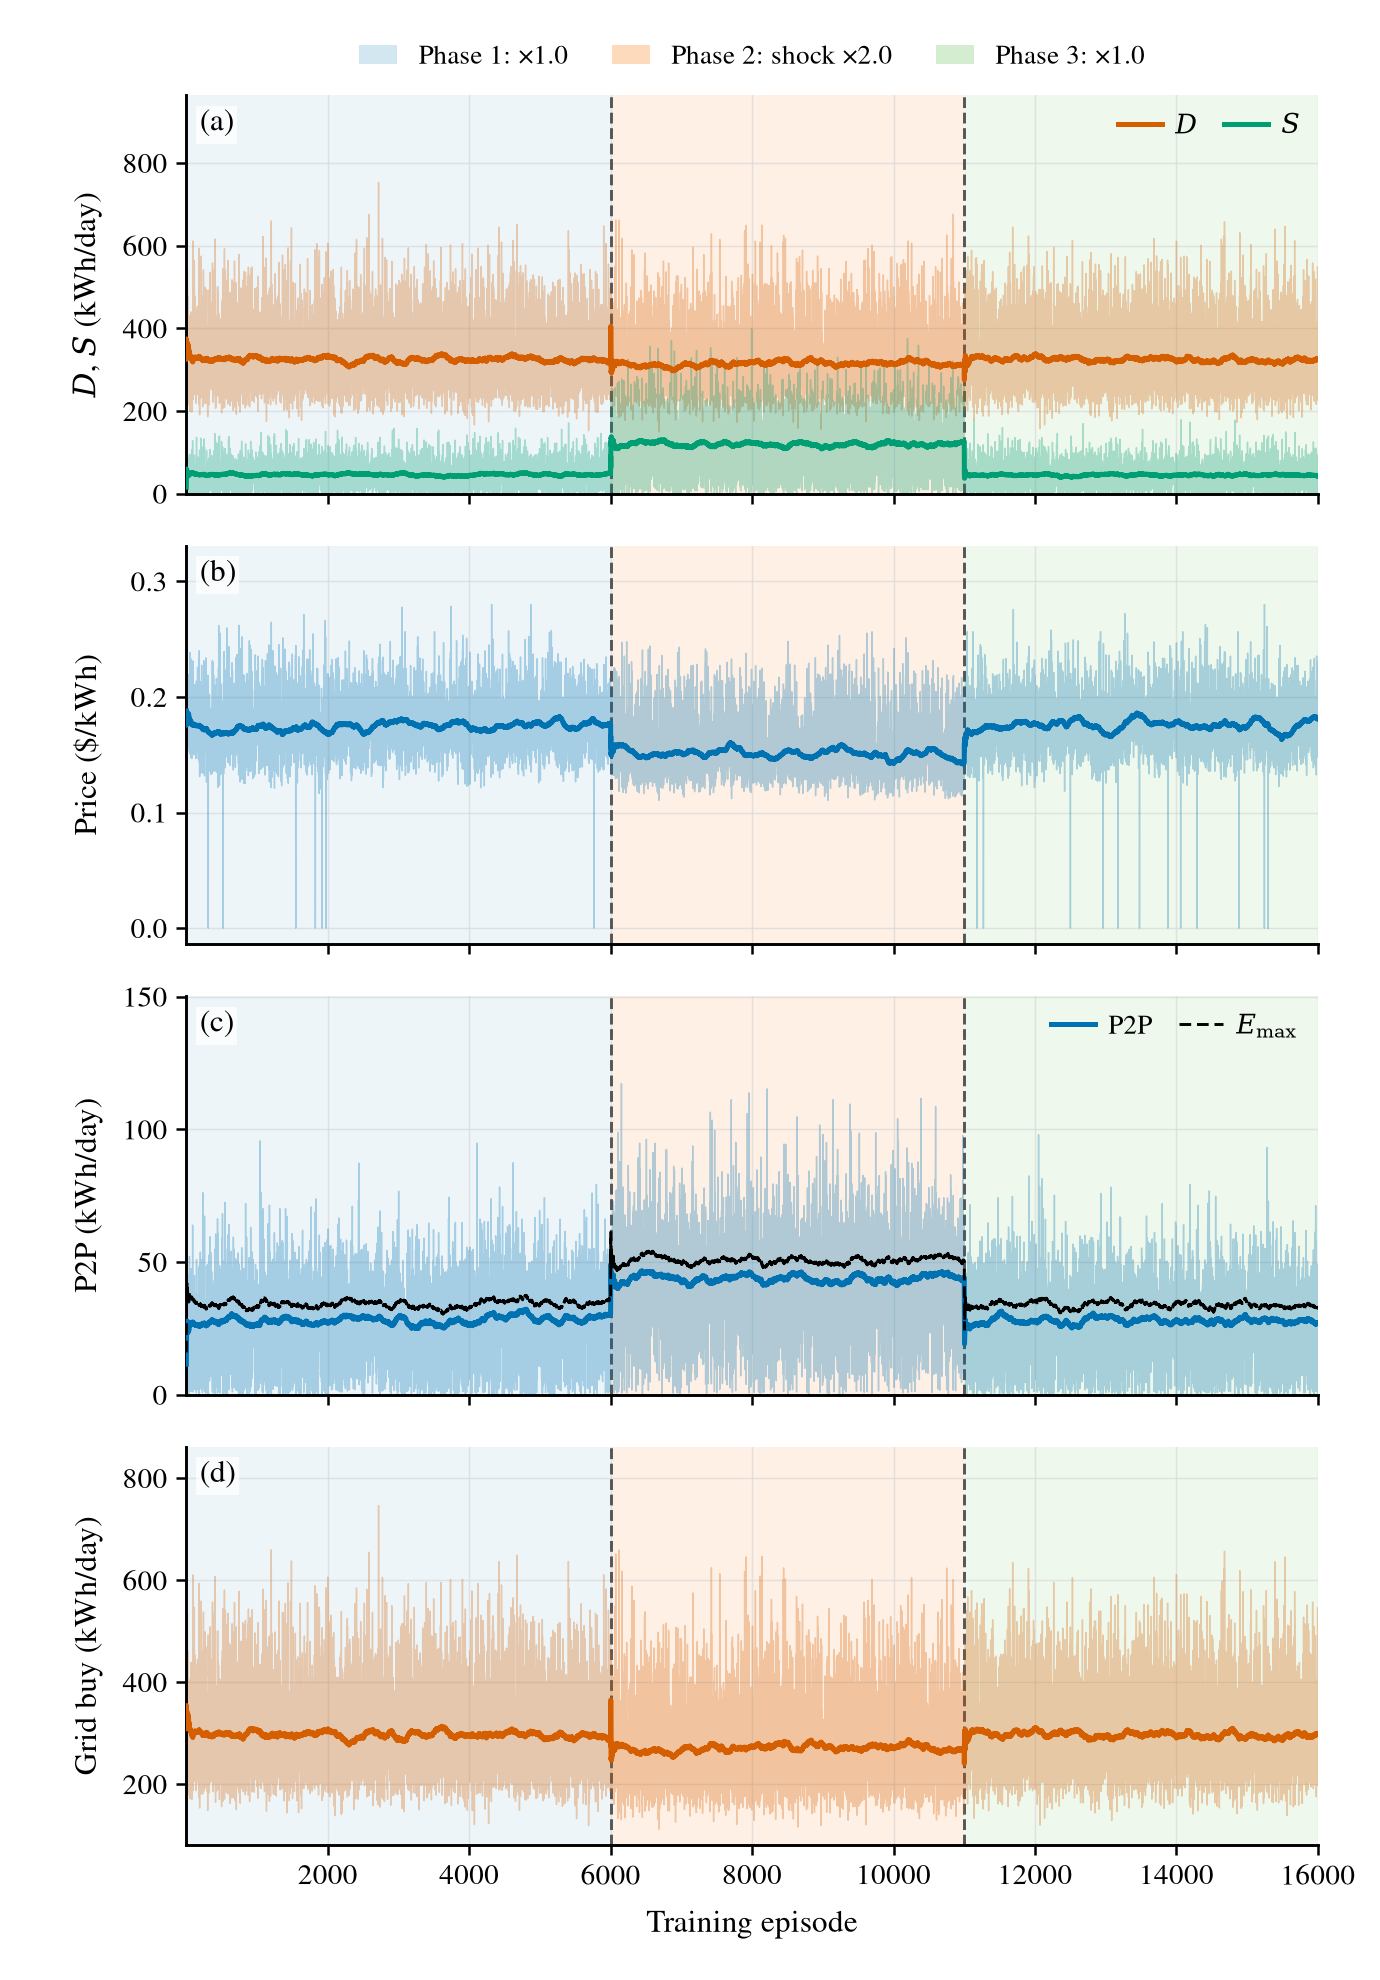 Phase 1: ×1.0 Phase 2: shock ×2.0 Phase 3: ×1.0
(a)
D S
D, S (kWh/day)
800
600
400
200
0
(b)
Price ($/kWh)
0.3
0.2
0.1
0.0
(c)
P2P E_max
P2P (kWh/day)
150
100
50
0
(d)
Grid buy (kWh/day)
800
600
400
200
2000 4000 6000 8000 10000 12000 14000 16000
Training episode